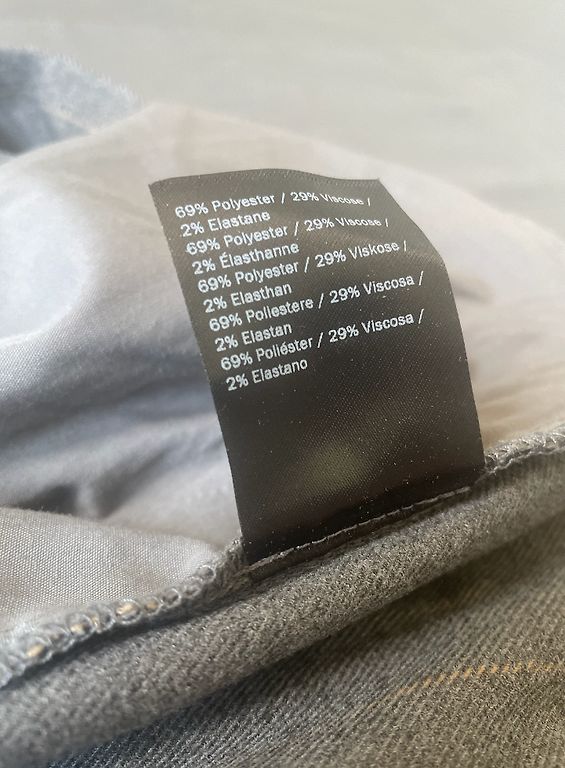 69% Polyester / 29% Viscose /
2% Elastane
69% Polyester / 29% Viscose /
2% Élasthanne
69% Polyester / 29% Viskose /
2% Elasthan
69% Poliestere / 29% Viscosa /
2% Elastan
69% Poliéster / 29% Viscosa /
2% Elastano